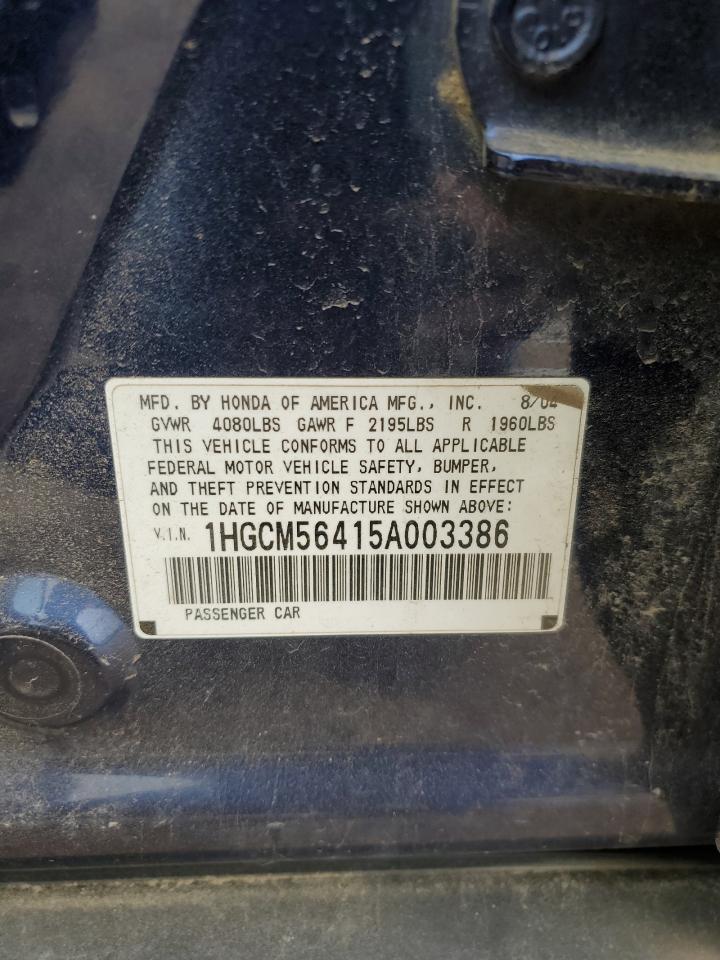 MFD. BY HONDA OF AMERICA MFG., INC. 8/04
GVWR 4080LBS GAWR F 2195LBS R 1960LBS
THIS VEHICLE CONFORMS TO ALL APPLICABLE
FEDERAL MOTOR VEHICLE SAFETY, BUMPER,
AND THEFT PREVENTION STANDARDS IN EFFECT
ON THE DATE OF MANUFACTURE SHOWN ABOVE:
V.I.N. 1HGCM56415A003386
PASSENGER CAR